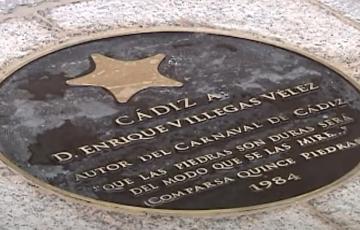 CÁDIZ A
D. ENRIQUE VILLEGAS VÉLEZ
AUTOR DEL CARNAVAL DE CÁDIZ
"QUE LAS PIEDRAS SON DURAS SERÁ
DEL MODO QUE SE LAS MIRE..."
(COMPARSA QUINCE PIEDRAS
1984